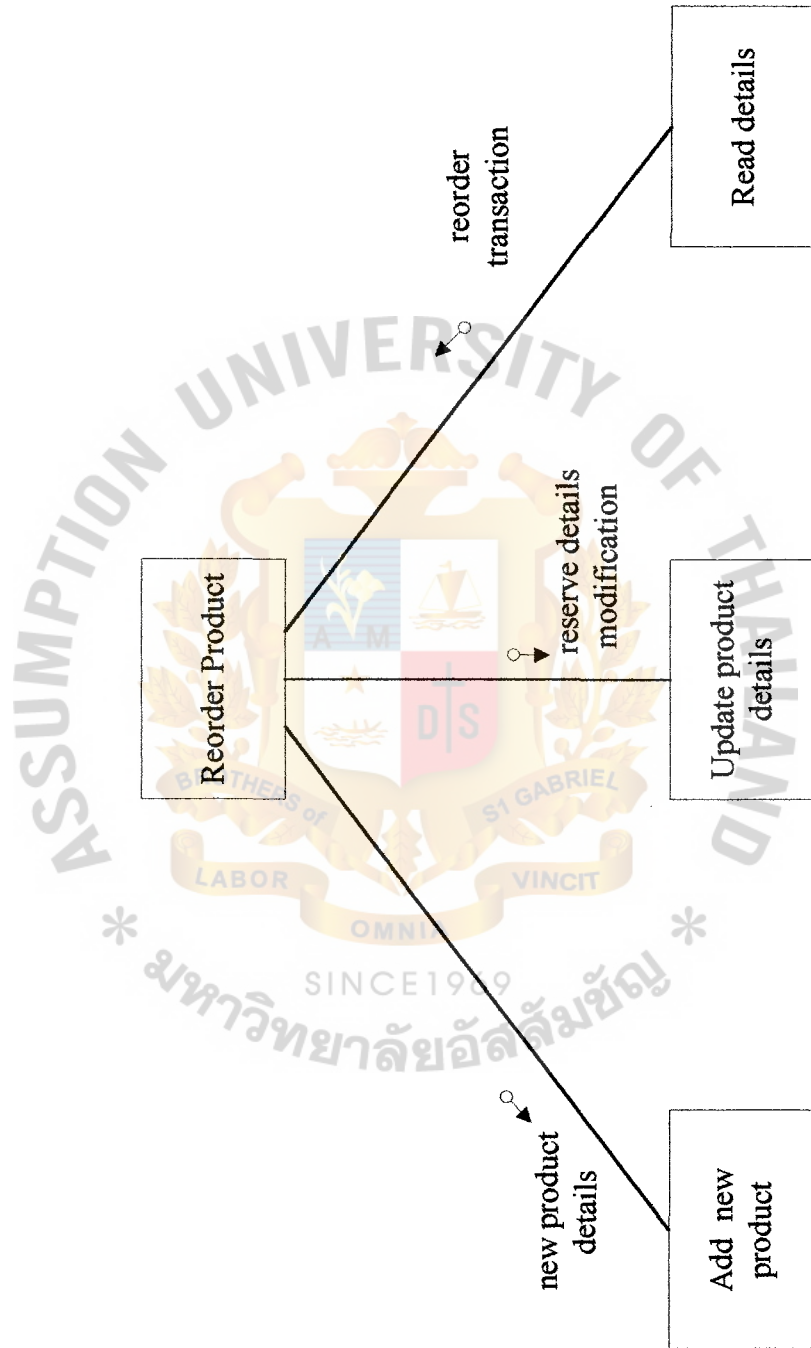 Reorder Product
new product
details
reserve details
modification
reorder
transaction
Add new
product
Update product
details
Read details
ASSUMPTION UNIVERSITY OF THAILAND
A M
D S
BROTHERS of
S1 GABRIEL
LABOR
OMNIA
VINCIT
SINCE1969
* มหาวิทยาลัยอัสสัมชัญ *